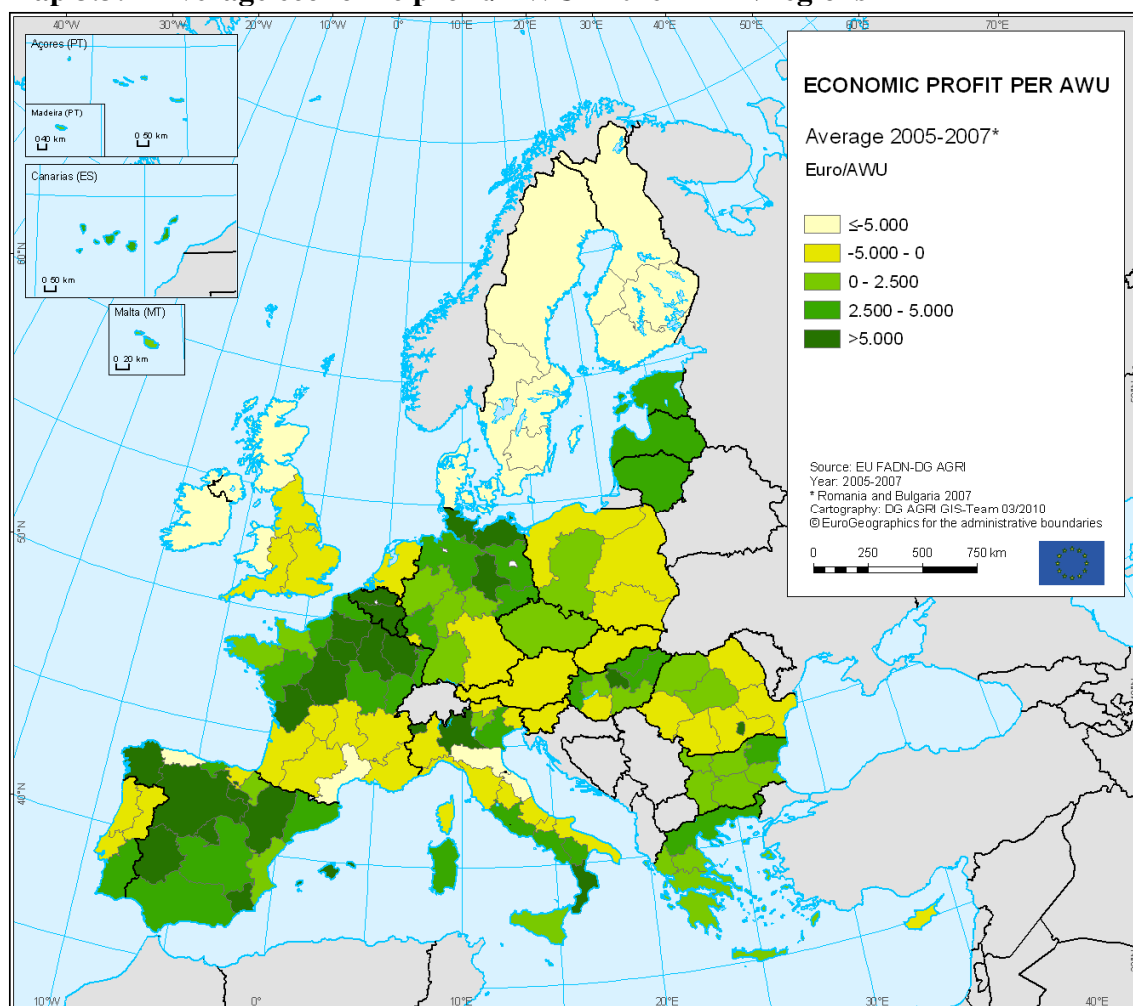 40°W
30°W
20°W
10°W
0°
10°E
20°E
30°E
40°E
50°E
60°E
70°E
Açores (PT)
Madeira (PT)
0 40 km
0 50 km
Canarias (ES)
0 50 km
Malta (MT)
0 20 km
60°N
50°N
40°N
ECONOMIC PROFIT PER AWU
Average 2005-2007*
Euro/AWU
≤-5.000
-5.000 - 0
0 - 2.500
2.500 - 5.000
>5.000
Source: EU FADN-DG AGRI
Year: 2005-2007
* Romania and Bulgaria 2007
Cartography: DG AGRI GIS-Team 03/2010
© EuroGeographics for the administrative boundaries
0 250 500 750 km
10°W
0°
10°E
20°E
30°E
40°E